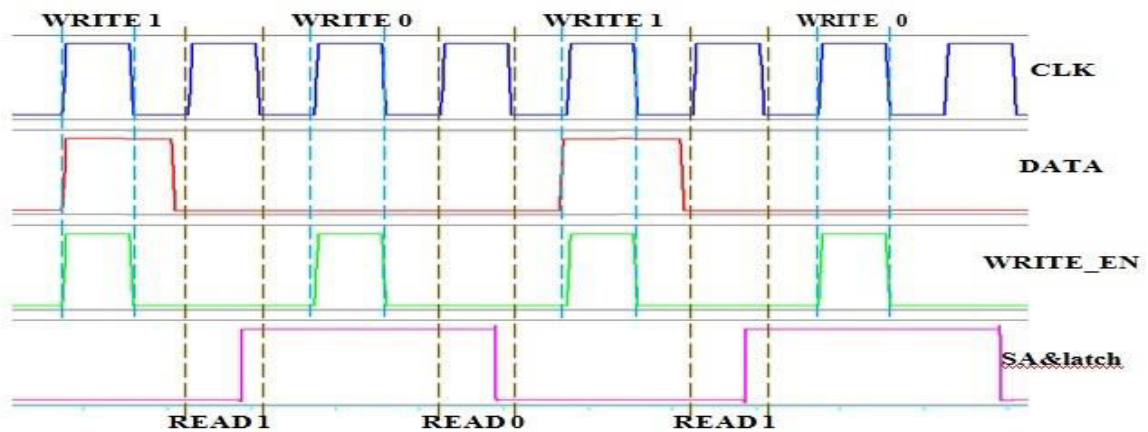 WRITE 1 WRITE 0 WRITE 1 WRITE 0
CLK
DATA
WRITE_EN
SA&latch
READ 1 READ 0 READ 1